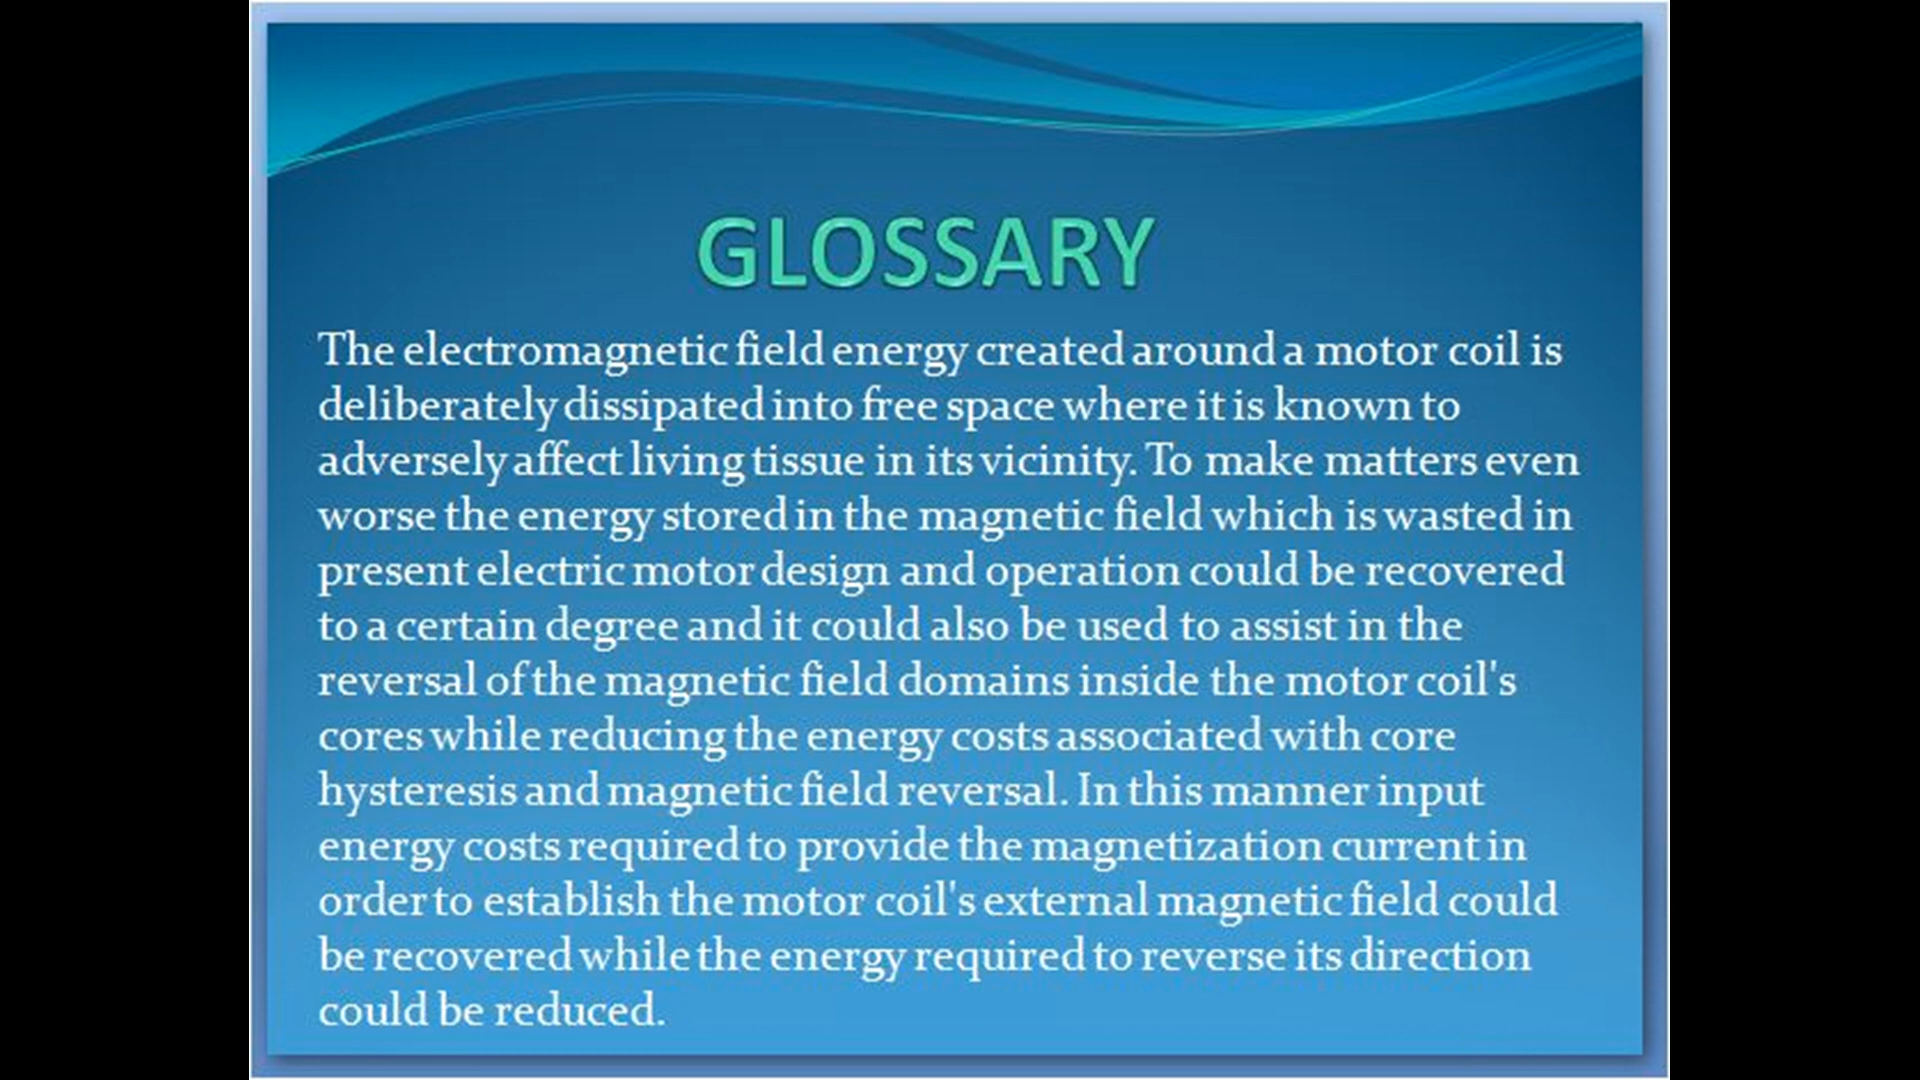 GLOSSARY
The electromagnetic field energy created around a motor coil is
deliberately dissipated into free space where it is known to
adversely affect living tissue in its vicinity. To make matters even
worse the energy stored in the magnetic field which is wasted in
present electric motor design and operation could be recovered
to a certain degree and it could also be used to assist in the
reversal of the magnetic field domains inside the motor coil's
cores while reducing the energy costs associated with core
hysteresis and magnetic field reversal. In this manner input
energy costs required to provide the magnetization current in
order to establish the motor coil's external magnetic field could
be recovered while the energy required to reverse its direction
could be reduced.